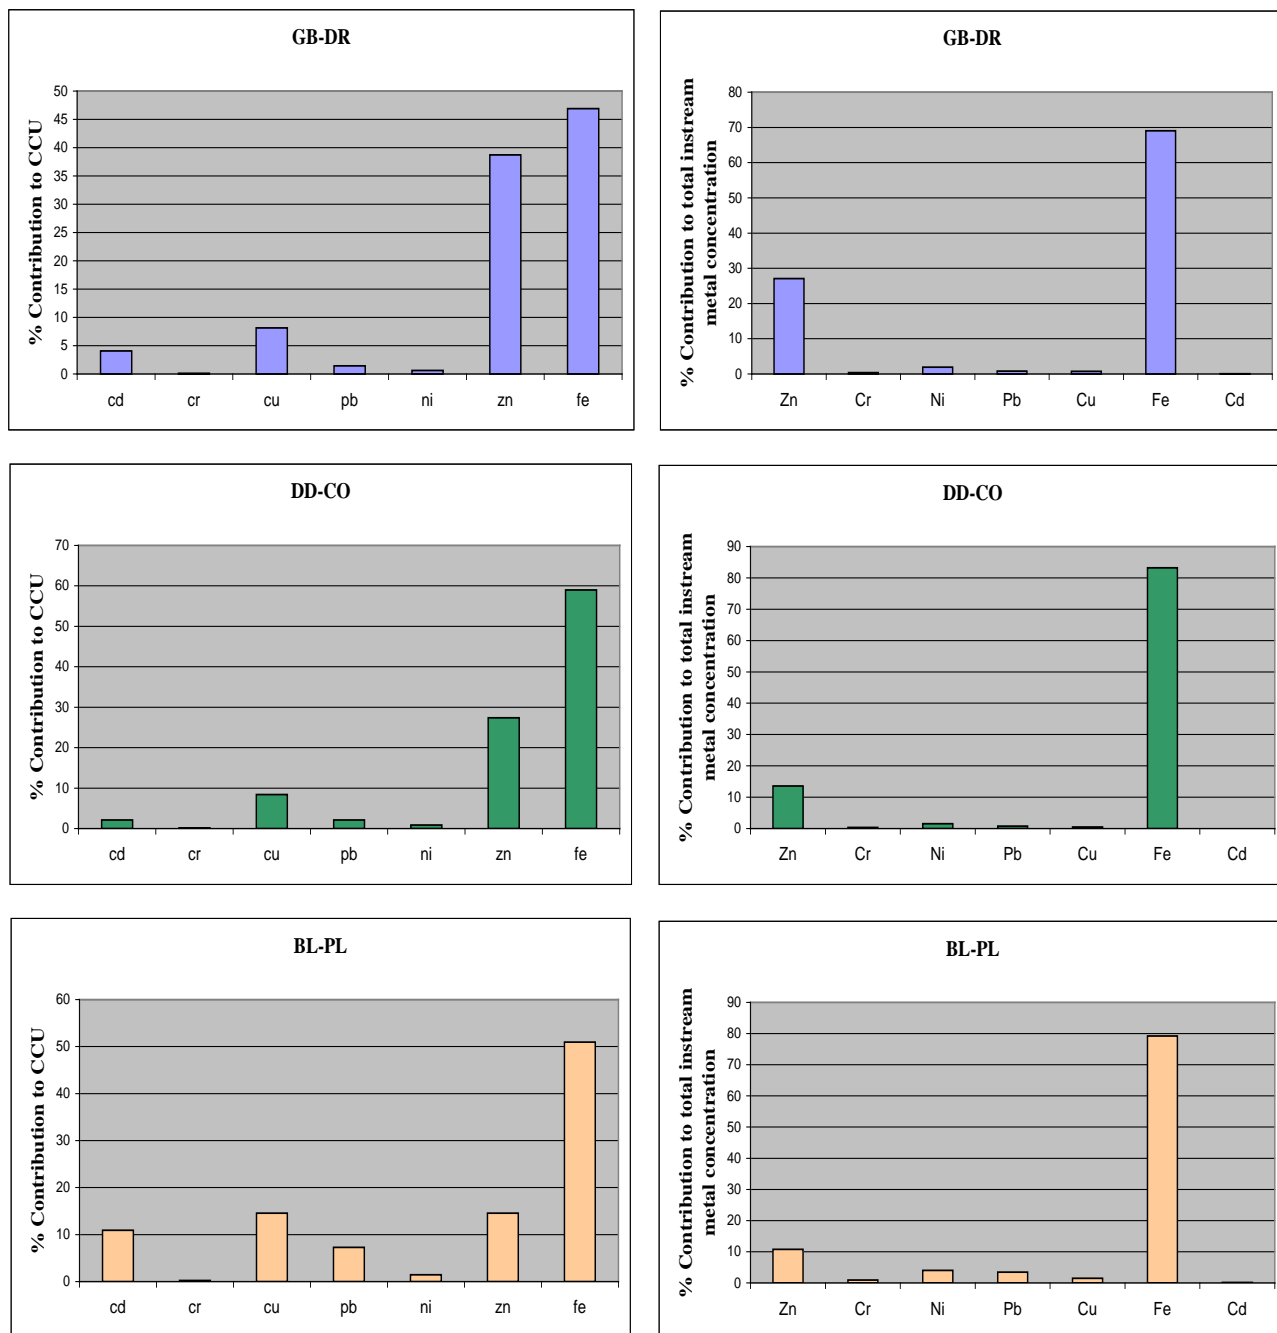 GB-DR
% Contribution to CCU
50
45
40
35
30
25
20
15
10
5
0
cd cr cu pb ni zn fe
GB-DR
% Contribution to total instream
metal concentration
80
70
60
50
40
30
20
10
0
Zn Cr Ni Pb Cu Fe Cd
DD-CO
% Contribution to CCU
70
60
50
40
30
20
10
0
cd cr cu pb ni zn fe
DD-CO
% Contribution to total instream
metal concentration
90
80
70
60
50
40
30
20
10
0
Zn Cr Ni Pb Cu Fe Cd
BL-PL
% Contribution to CCU
60
50
40
30
20
10
0
cd cr cu pb ni zn fe
BL-PL
% Contribution to total instream
metal concentration
90
80
70
60
50
40
30
20
10
0
Zn Cr Ni Pb Cu Fe Cd